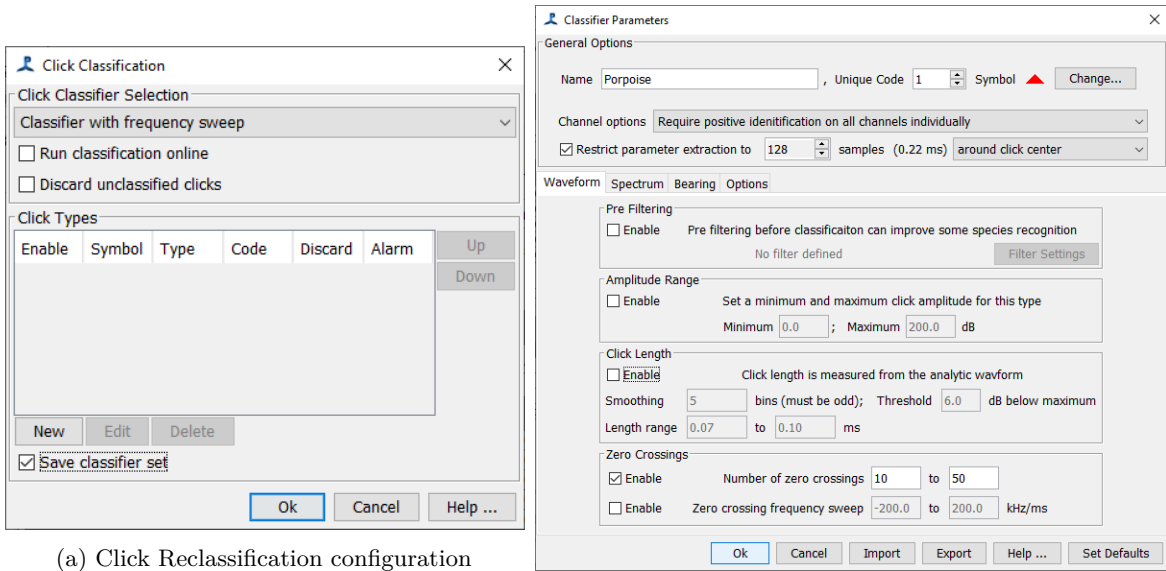 Click Classification
Click Classifier Selection
Classifier with frequency sweep
Run classification online
Discard unclassified clicks
Click Types
Enable Symbol Type Code Discard Alarm
Up
Down
New Edit Delete
Save classifier set
Ok Cancel Help ...
(a) Click Reclassification configuration
Classifier Parameters
General Options
Name Porpoise , Unique Code 1 Symbol Change...
Channel options Require positive idenitification on all channels individually
Restrict parameter extraction to 128 samples (0.22 ms) around click center
Waveform Spectrum Bearing Options
Pre Filtering
Enable Pre filtering before classificaiton can improve some species recognition
No filter defined Filter Settings
Amplitude Range
Enable Set a minimum and maximum click amplitude for this type
Minimum 0.0 ; Maximum 200.0 dB
Click Length
Enable Click length is measured from the analytic wavform
Smoothing 5 bins (must be odd); Threshold 6.0 dB below maximum
Length range 0.07 to 0.10 ms
Zero Crossings
Enable Number of zero crossings 10 to 50
Enable Zero crossing frequency sweep -200.0 to 200.0 kHz/ms
Ok Cancel Import Export Help ... Set Defaults